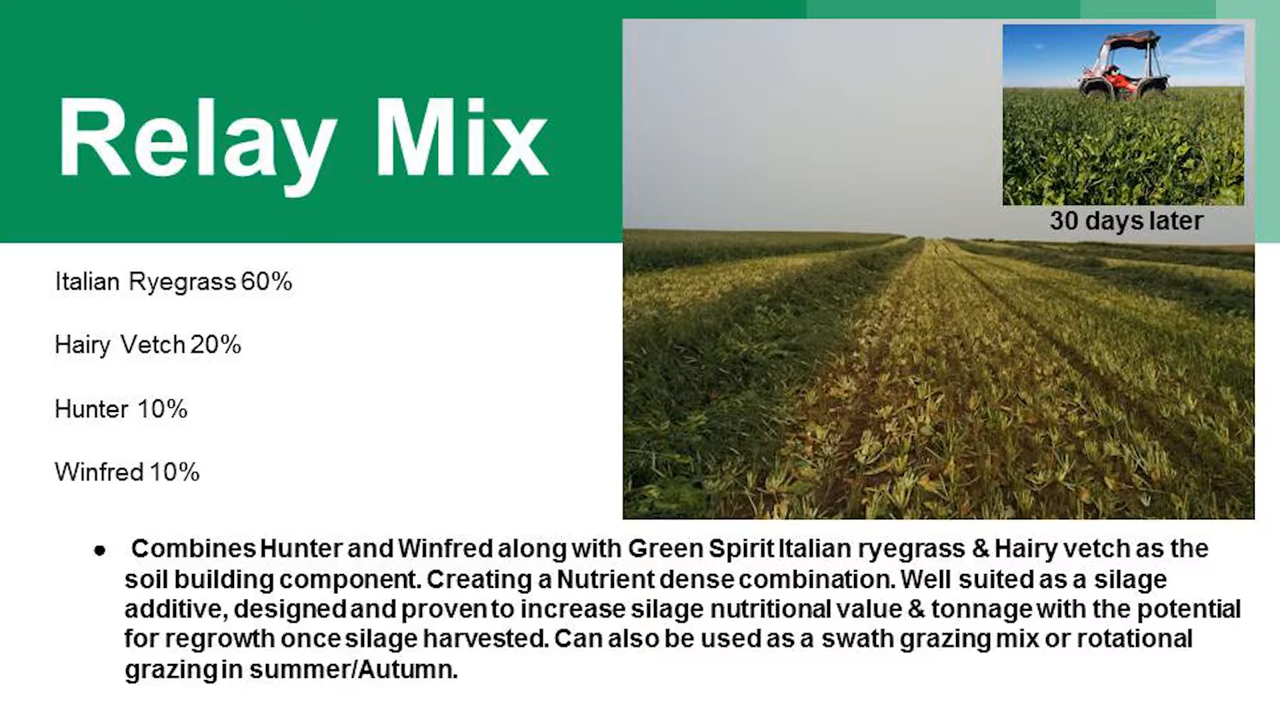 Relay Mix
30 days later
Italian Ryegrass 60%
Hairy Vetch 20%
Hunter 10%
Winfred 10%
● Combines Hunter and Winfred along with Green Spirit Italian ryegrass & Hairy vetch as the
soil building component. Creating a Nutrient dense combination. Well suited as a silage
additive, designed and proven to increase silage nutritional value & tonnage with the potential
for regrowth once silage harvested. Can also be used as a swath grazing mix or rotational
grazing in summer/Autumn.